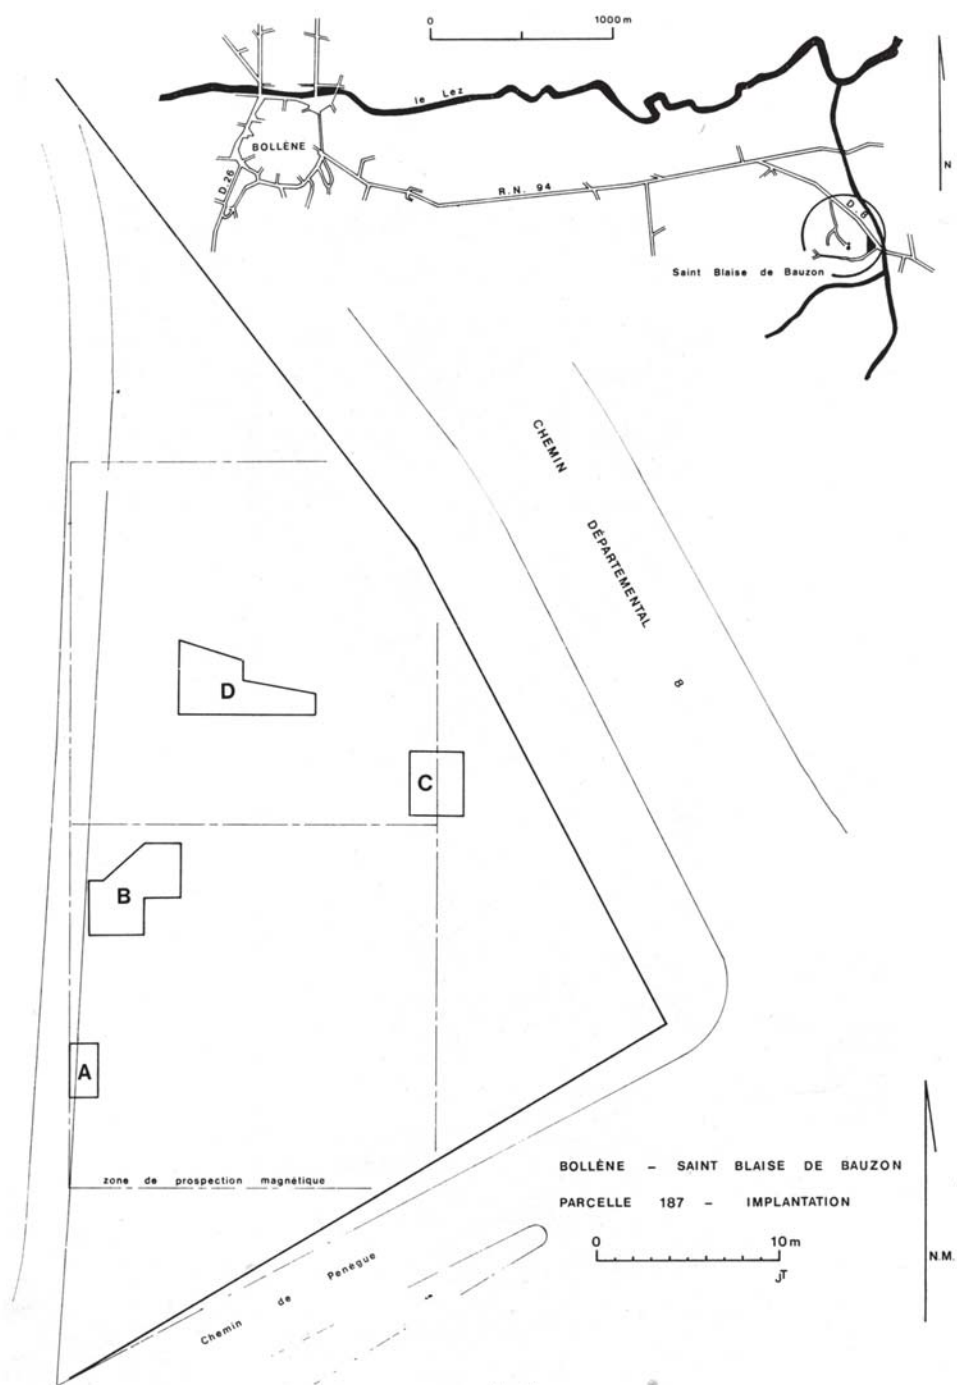 0 1000 m
le Lez
BOLLÈNE
N
D. 26
R.N. 94
D. 8
Saint Blaise de Bauzon
CHEMIN
DÉPARTEMENTAL
8
D
C
B
A
zone de prospection magnétique
BOLLÈNE – SAINT BLAISE DE BAUZON
PARCELLE 187 – IMPLANTATION
0 10 m
JT
N.M.
Chemin de Penegue